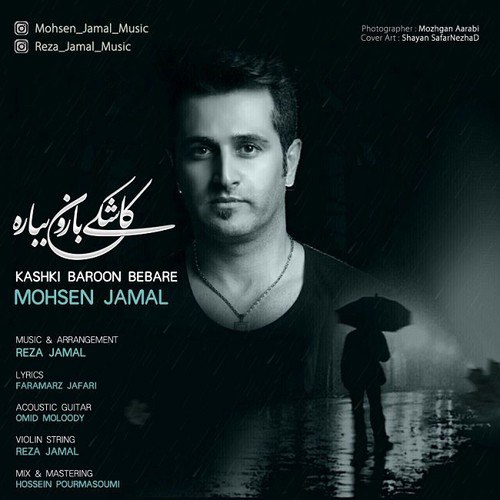 Mohsen_Jamal_Music
Reza_Jamal_Music
Photographer : Mozhgan Aarabi
Cover Art : Shayan SafarNezhaD
کاشکی بارون بباره
KASHKI BAROON BEBARE
MOHSEN JAMAL
MUSIC & ARRANGEMENT
REZA JAMAL
LYRICS
FARAMARZ JAFARI
ACOUSTIC GUITAR
OMID MOLOODY
VIOLIN STRING
REZA JAMAL
MIX & MASTERING
HOSSEIN POURMASOUMI